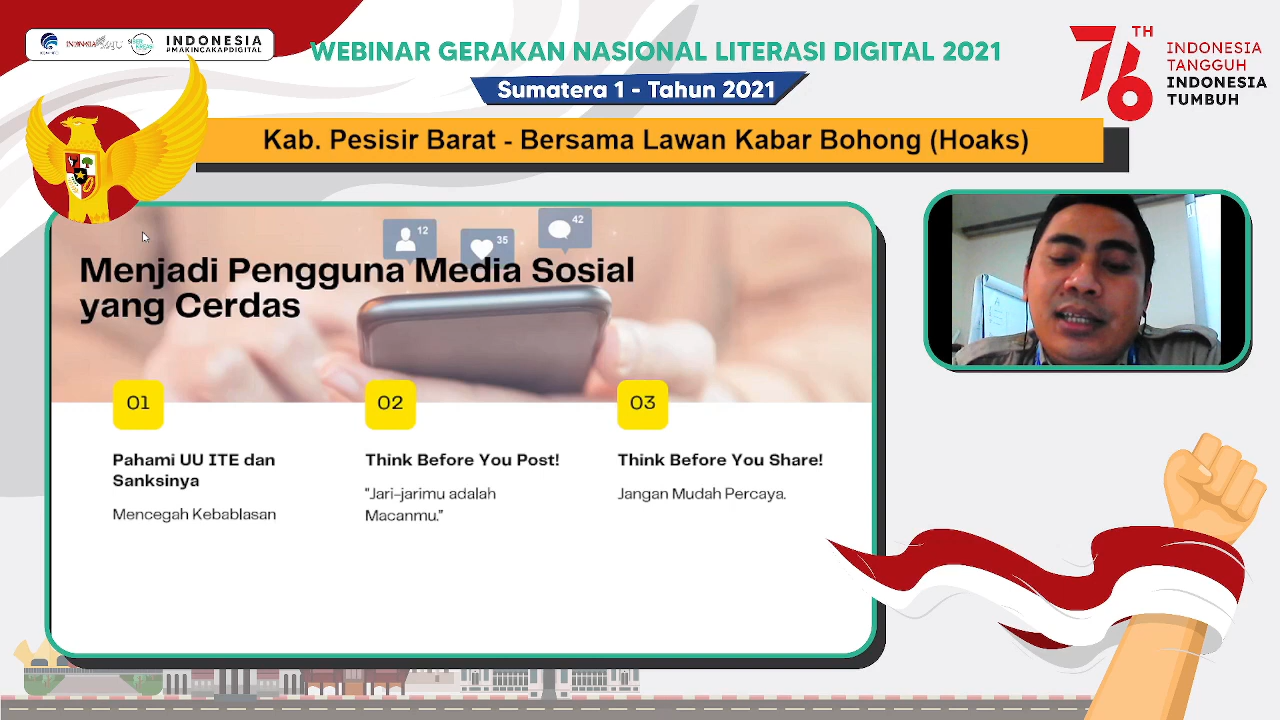 INDONESIA
#MAKINCAKAPDIGITAL
WEBINAR GERAKAN NASIONAL LITERASI DIGITAL 2021
Sumatera 1 - Tahun 2021
76 TH
INDONESIA
TANGGUH
INDONESIA
TUMBUH
Kab. Pesisir Barat - Bersama Lawan Kabar Bohong (Hoaks)
12
35
42
Menjadi Pengguna Media Sosial
yang Cerdas
01
02
03
Pahami UU ITE dan
Sanksinya
Mencegah Kebablasan
Think Before You Post!
"Jari-jarimu adalah
Macanmu."
Think Before You Share!
Jangan Mudah Percaya.